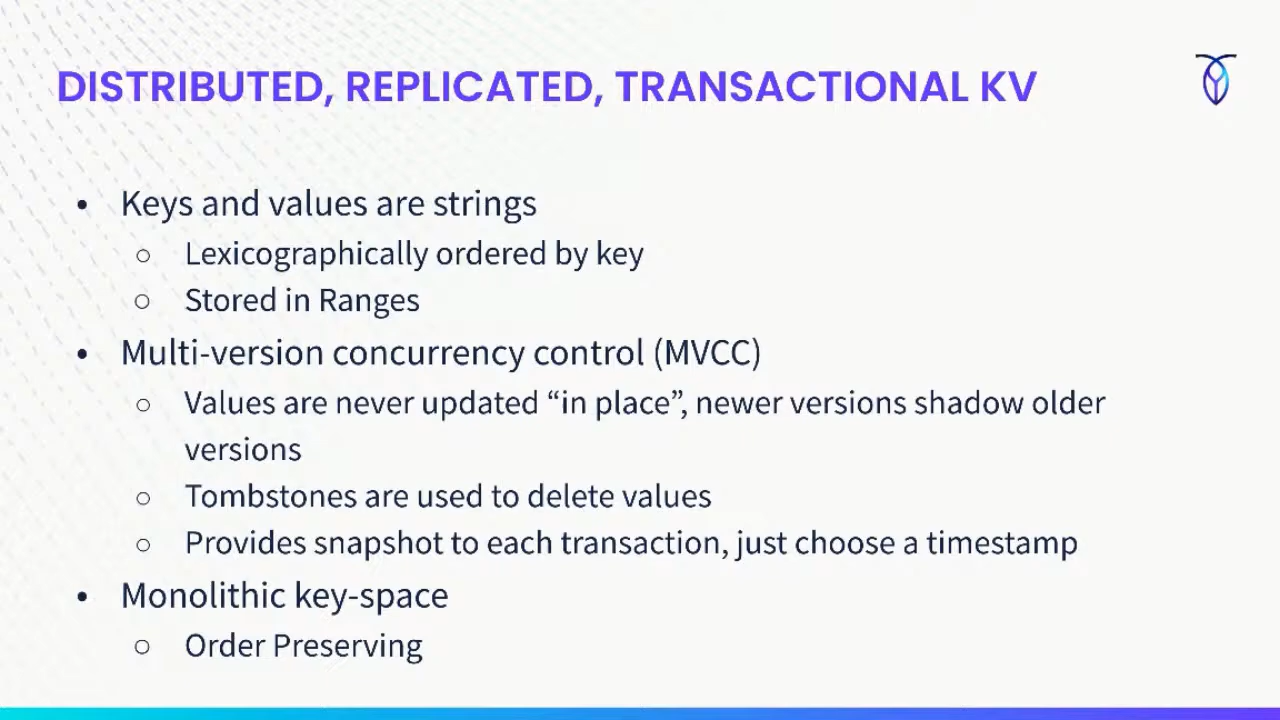 DISTRIBUTED, REPLICATED, TRANSACTIONAL KV
• Keys and values are strings
○ Lexicographically ordered by key
○ Stored in Ranges
• Multi-version concurrency control (MVCC)
○ Values are never updated “in place”, newer versions shadow older
versions
○ Tombstones are used to delete values
○ Provides snapshot to each transaction, just choose a timestamp
• Monolithic key-space
○ Order Preserving